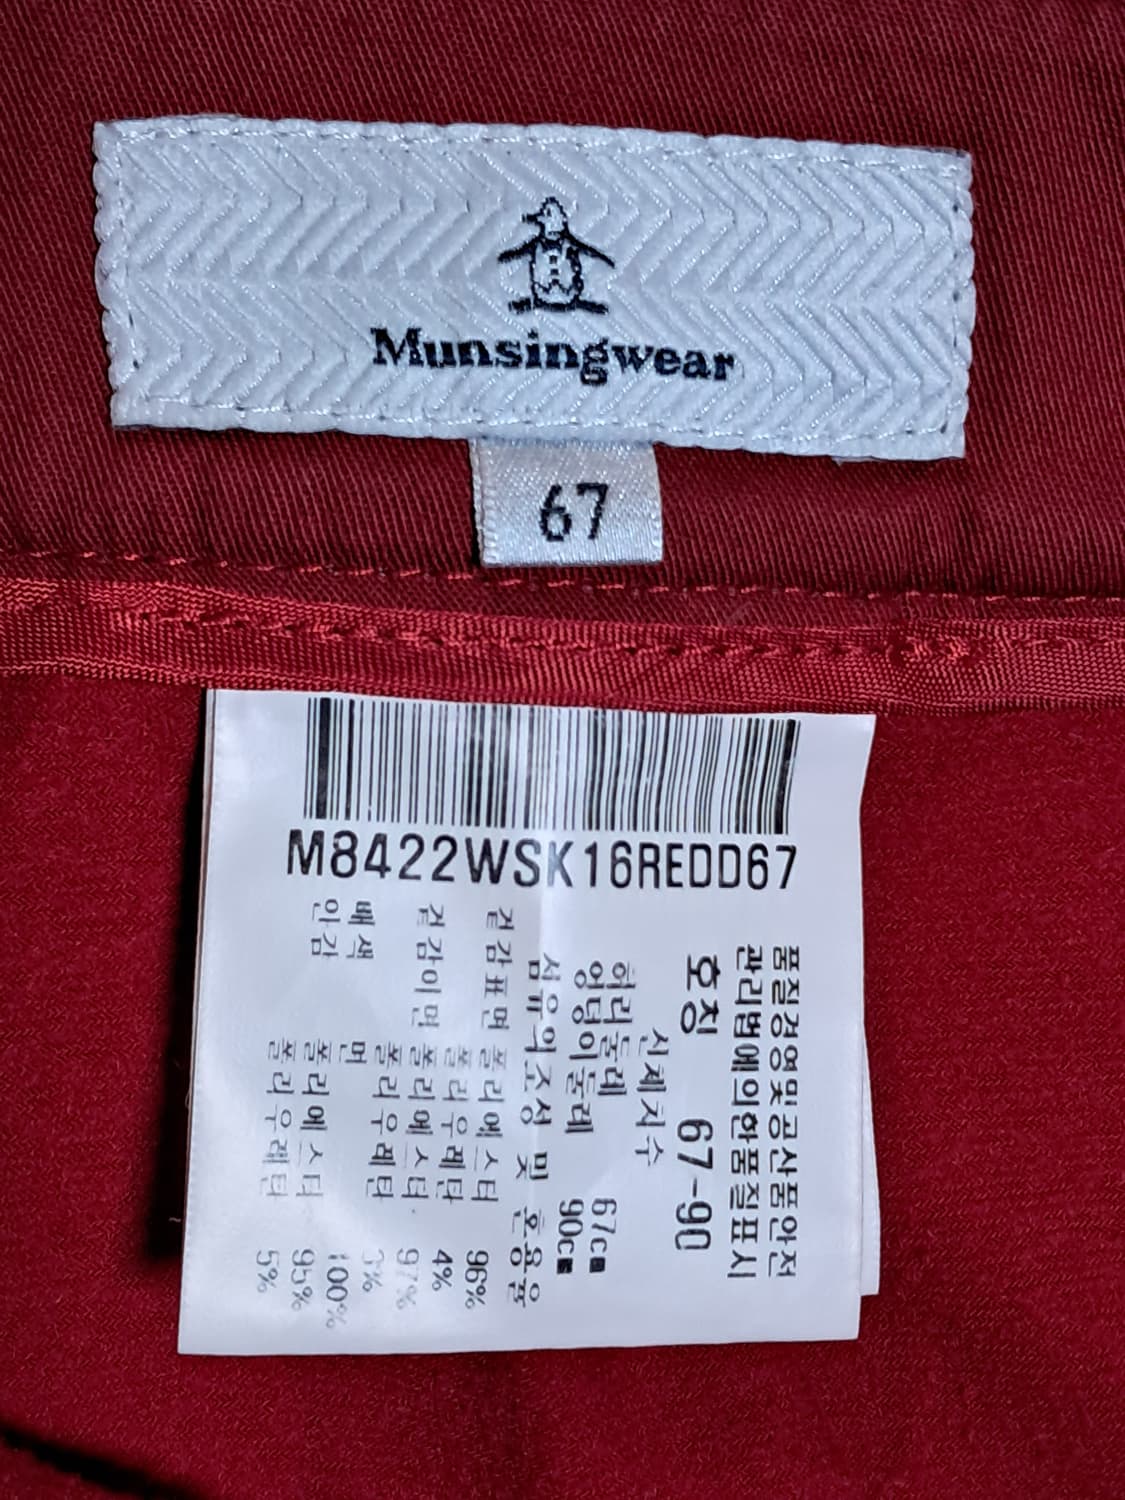 Munsingwear
67
M8422WSK16REDD67
품질경영및공산품안전
관리법에의한품질표시
호칭 67-90
신체치수
허리둘레 67c■
엉덩이둘레 90c■
섬유의조성 및 혼용율
겉감표면 폴리에스터 96%
폴리우레탄 4%
겉감이면 폴리에스터 97%
폴리우레탄 3%
배색 면 100%
안감 폴리에스터 95%
폴리우레탄 5%